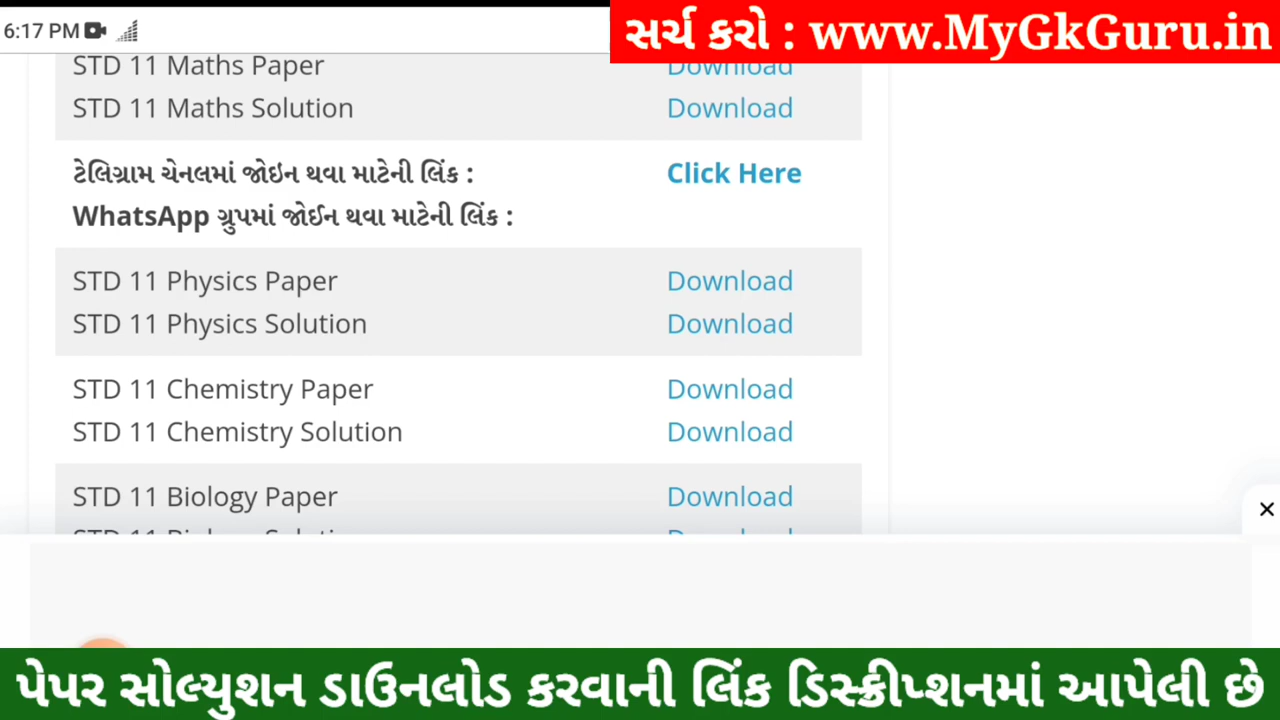 6:17 PM
સર્ચ કરો : www.MyGkGuru.in
STD 11 Maths Paper Download
STD 11 Maths Solution Download
ટેલિગ્રામ ચેનલમાં જોઇન થવા માટેની લિંક : Click Here
WhatsApp ગ્રુપમાં જોઈન થવા માટેની લિંક :
STD 11 Physics Paper Download
STD 11 Physics Solution Download
STD 11 Chemistry Paper Download
STD 11 Chemistry Solution Download
STD 11 Biology Paper Download
પેપર સોલ્યુશન ડાઉનલોડ કરવાની લિંક ડિસ્ક્રીપ્શનમાં આપેલી છે